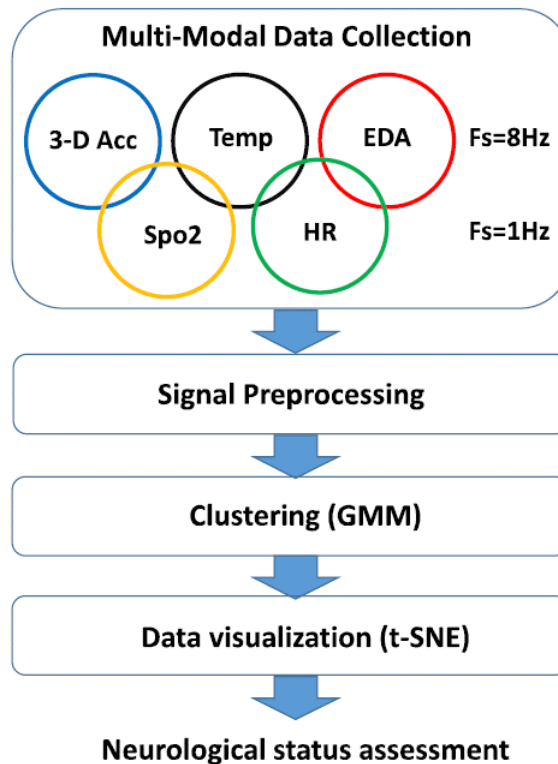 Multi-Modal Data Collection
3-D Acc Temp EDA Fs=8Hz
Spo2 HR Fs=1Hz
Signal Preprocessing
Clustering (GMM)
Data visualization (t-SNE)
Neurological status assessment